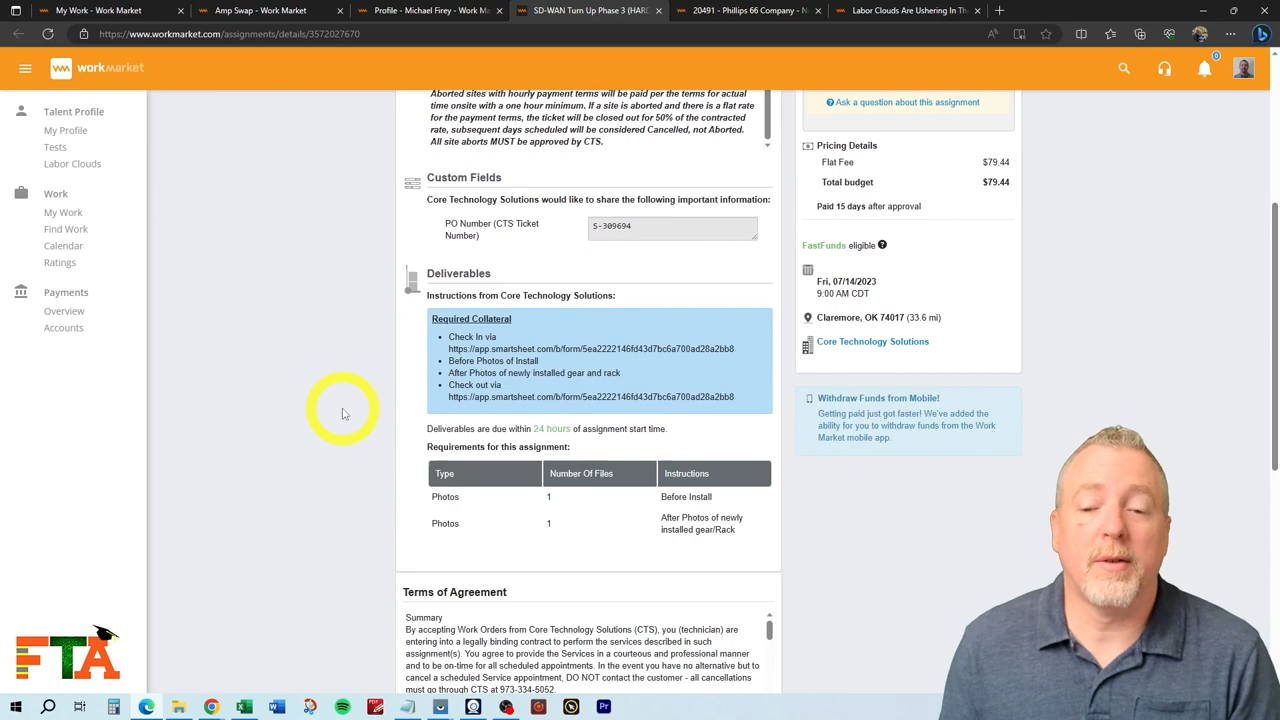 My Work - Work Market
Amp Swap - Work Market
Profile - Michael Firey - Work M
SD-WAN Turn Up Phase 3 (HARD
20491 - Philips 66 Company - N
Labor Clouds Are Ushering In The
https://www.workmarket.com/assignments/details/3572027670
workmarket
0
Talent Profile
My Profile
Tests
Labor Clouds
Work
My Work
Find Work
Calendar
Ratings
Payments
Overview
Accounts
Aborted sites with hourly payment terms will be paid per the terms for actual
time onsite with a one hour minimum. If a site is aborted and there is a flat rate
for the payment terms, the ticket will be closed out for 50% of the contracted
rate, subsequent days scheduled will be considered Cancelled, not Aborted.
All site aborts MUST be approved by CTS.
Custom Fields
Core Technology Solutions would like to share the following important information:
PO Number (CTS Ticket
Number)
S-309694
Deliverables
Instructions from Core Technology Solutions:
Required Collateral
• Check In via
https://app.smartsheet.com/b/form/5ea2222146fd43d7bc6a700ad28a2bb8
• Before Photos of Install
• After Photos of newly installed gear and rack
• Check out via
https://app.smartsheet.com/b/form/5ea2222146fd43d7bc6a700ad28a2bb8
Deliverables are due within 24 hours of assignment start time.
Requirements for this assignment:
Type Number Of Files Instructions
Photos 1 Before Install
Photos 1 After Photos of newly
installed gear/Rack
Terms of Agreement
Summary
By accepting Work Orders from Core Technology Solutions (CTS), you (technician) are
entering into a legally binding contract to perform the services described in such
assignment(s). You agree to provide the Services in a courteous and professional manner
and to be on-time for all scheduled appointments. In the event you have no alternative but to
cancel a scheduled Service appointment, DO NOT contact the customer - all cancellations
must go through CTS at 973-334-5052.
Ask a question about this assignment
Pricing Details
Flat Fee $79.44
Total budget $79.44
Paid 15 days after approval
FastFunds eligible
Fri, 07/14/2023
9:00 AM CDT
Claremore, OK 74017 (33.6 mi)
Core Technology Solutions
Withdraw Funds from Mobile!
Getting paid just got faster! We've added the
ability for you to withdraw funds from the Work
Market mobile app.
FTA